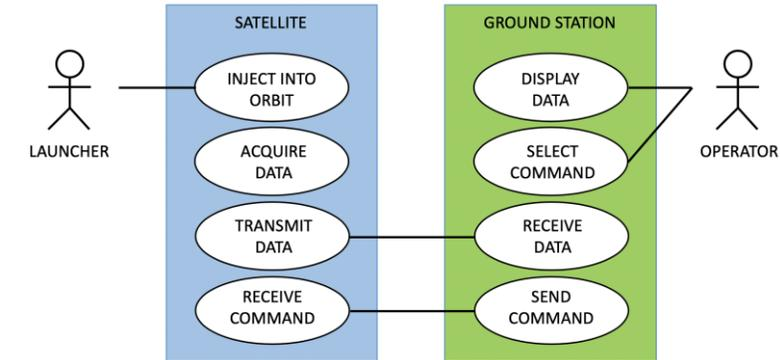 SATELLITE
GROUND STATION
INJECT INTO
ORBIT
DISPLAY
DATA
LAUNCHER
ACQUIRE
DATA
SELECT
COMMAND
OPERATOR
TRANSMIT
DATA
RECEIVE
DATA
RECEIVE
COMMAND
SEND
COMMAND